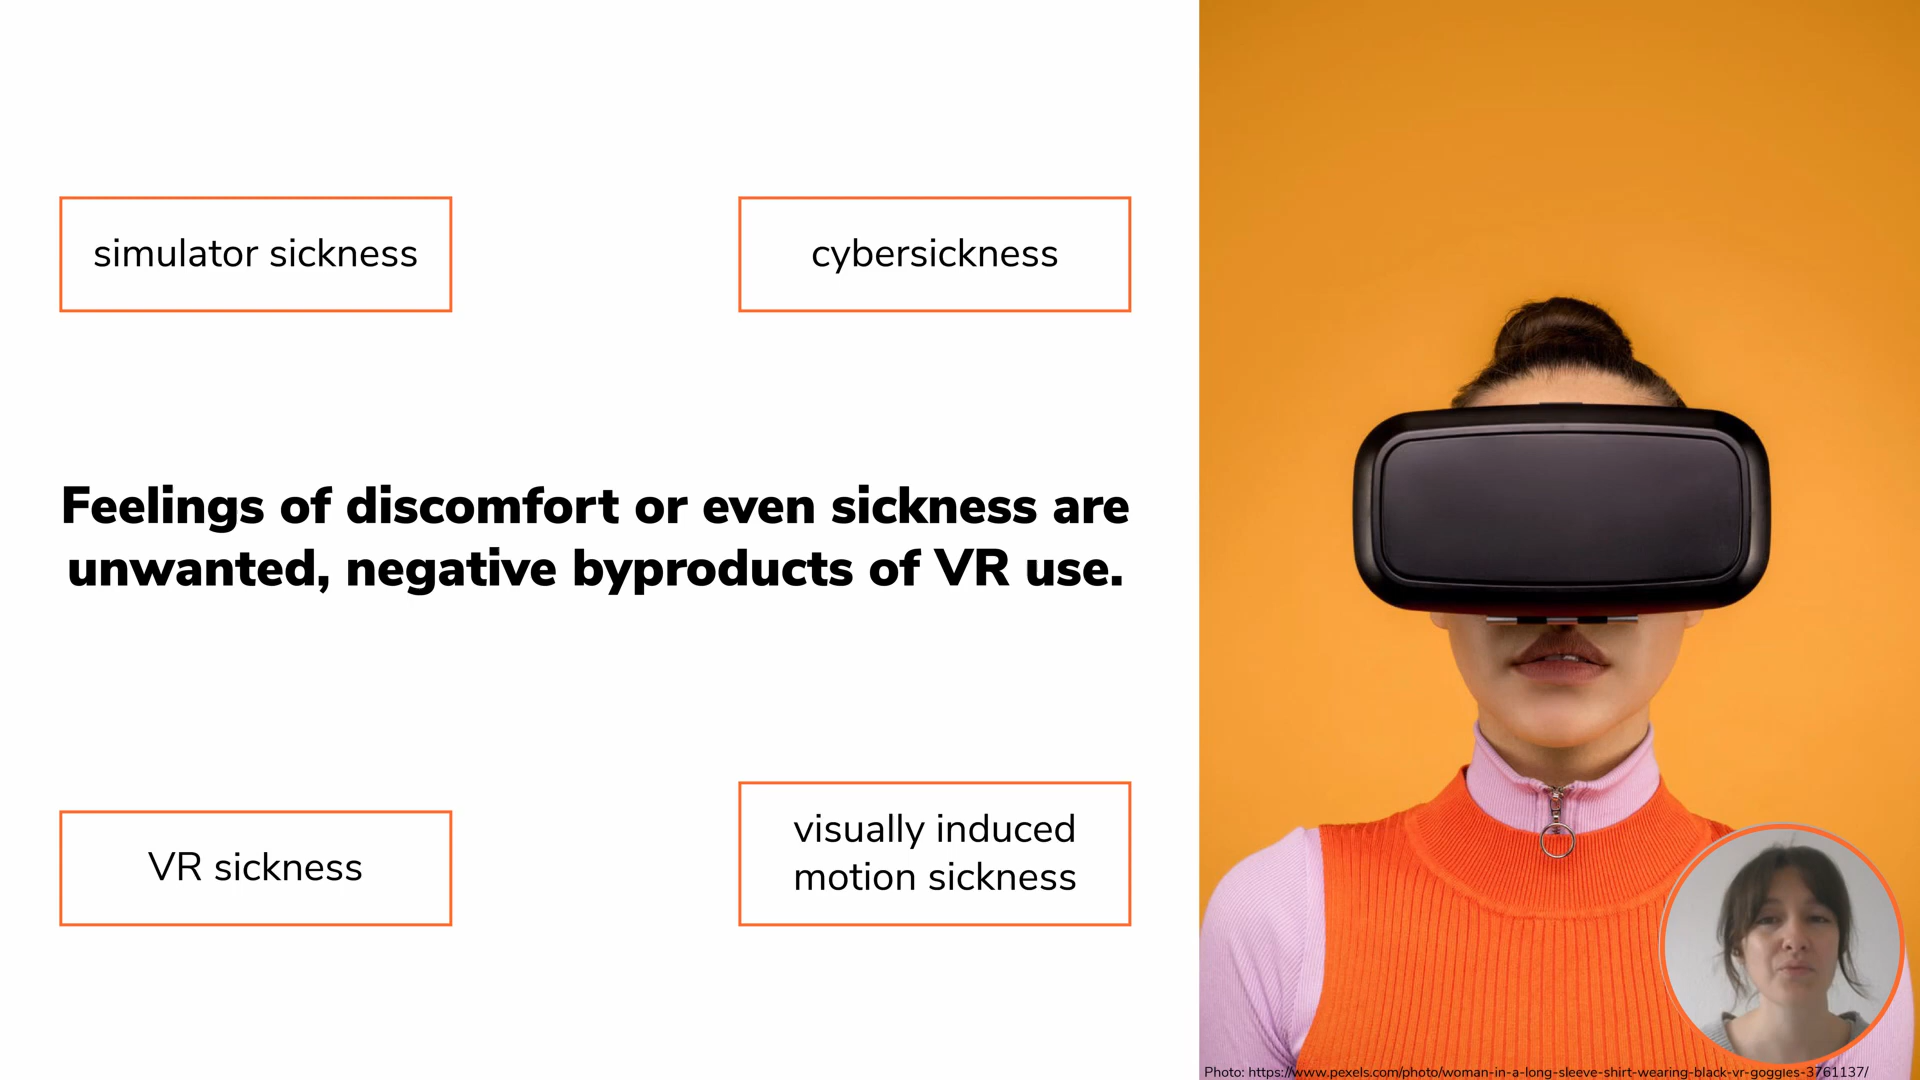 simulator sickness
cybersickness
Feelings of discomfort or even sickness are
unwanted, negative byproducts of VR use.
VR sickness
visually induced
motion sickness
Photo: https://www.pexels.com/photo/woman-in-a-long-sleeve-shirt-wearing-black-vr-goggles-3761137/